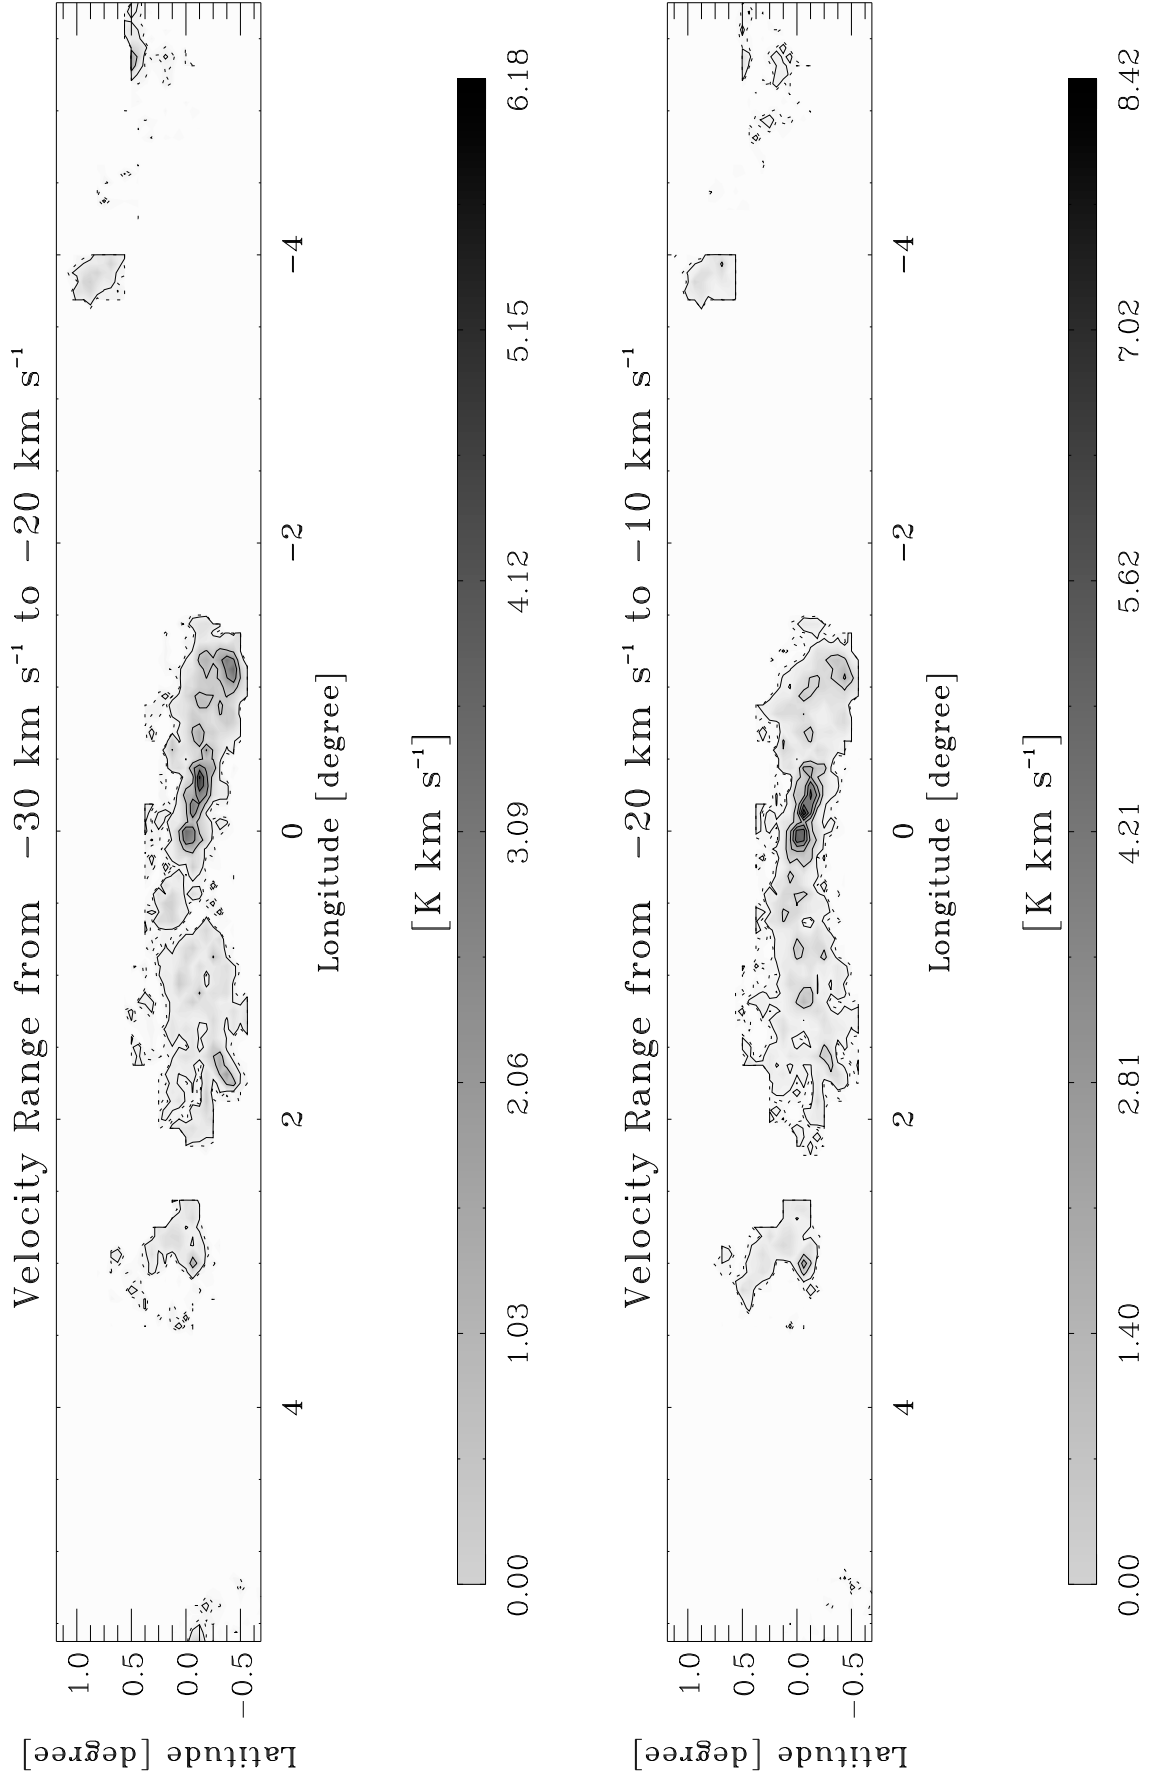 Velocity Range from −30 km s⁻¹ to −20 km s⁻¹
Latitude [degree]
1.0
0.5
0.0
−0.5
4 2 0 −2 −4
Longitude [degree]
[K km s⁻¹]
0.00 1.03 2.06 3.09 4.12 5.15 6.18
Velocity Range from −20 km s⁻¹ to −10 km s⁻¹
Latitude [degree]
1.0
0.5
0.0
−0.5
4 2 0 −2 −4
Longitude [degree]
[K km s⁻¹]
0.00 1.40 2.81 4.21 5.62 7.02 8.42